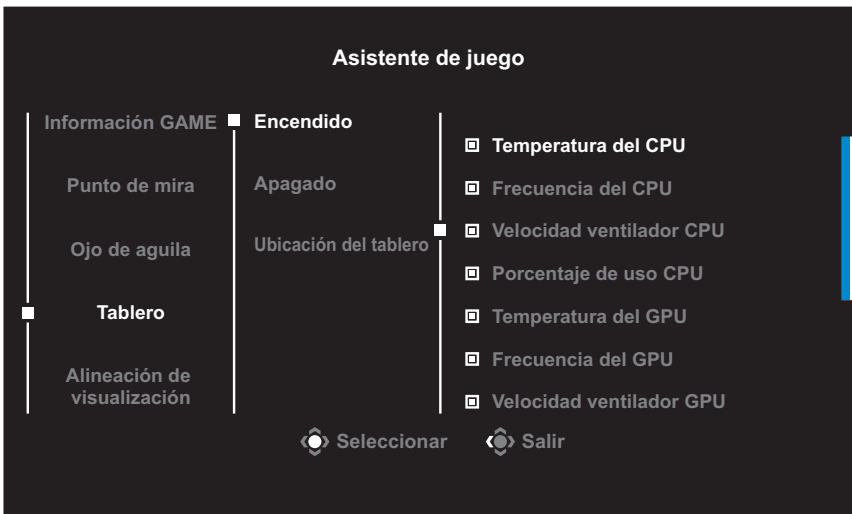 Asistente de juego
Información GAME
Punto de mira
Ojo de aguila
Tablero
Alineación de
visualización
Encendido
Apagado
Ubicación del tablero
Temperatura del CPU
Frecuencia del CPU
Velocidad ventilador CPU
Porcentaje de uso CPU
Temperatura del GPU
Frecuencia del GPU
Velocidad ventilador GPU
Seleccionar
Salir